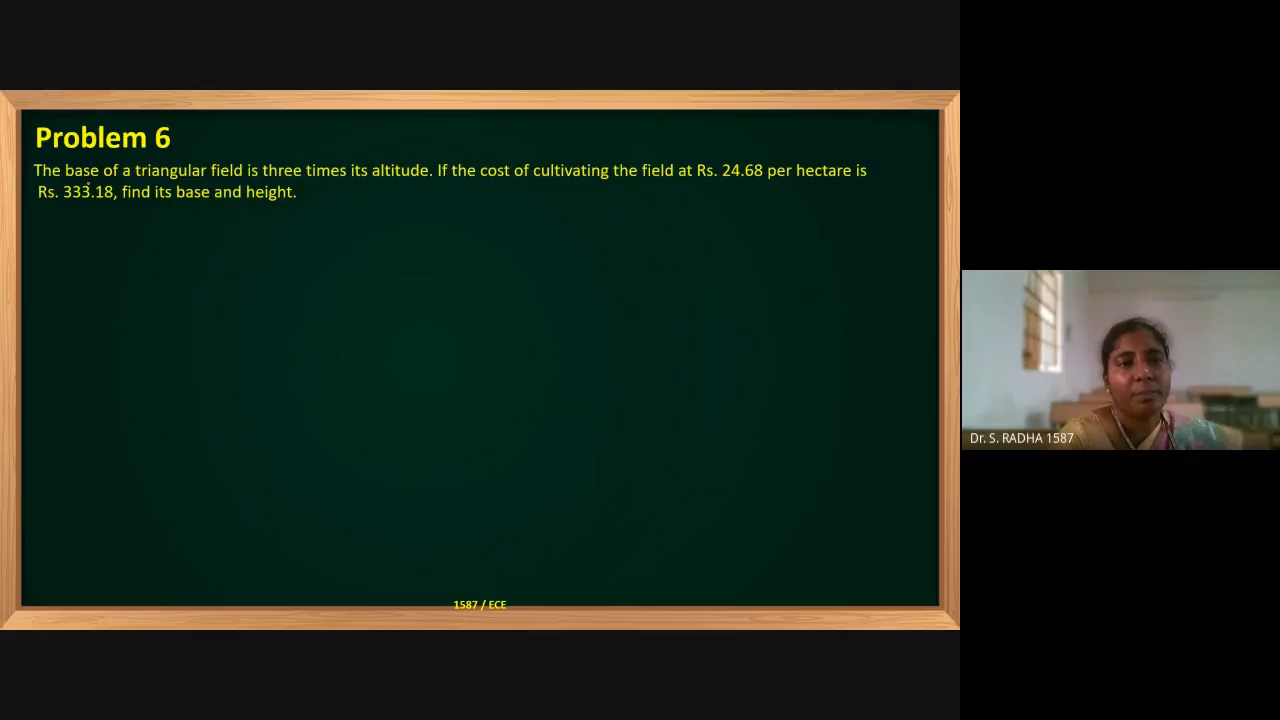 Problem 6
The base of a triangular field is three times its altitude. If the cost of cultivating the field at Rs. 24.68 per hectare is
Rs. 333.18, find its base and height.
1587 / ECE
Dr. S. RADHA 1587